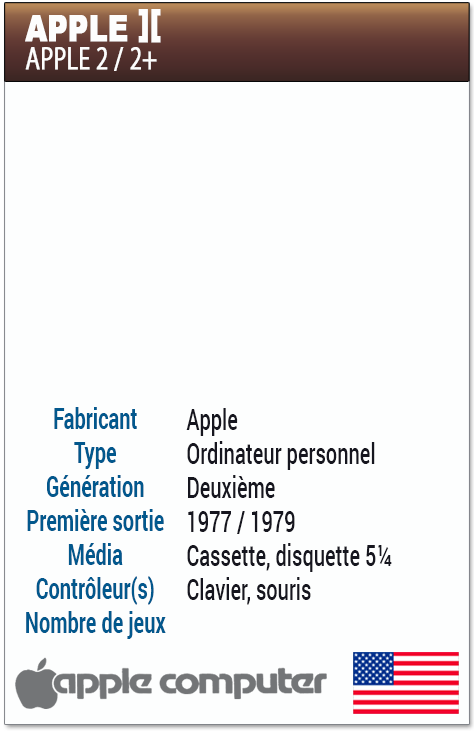 APPLE ][
APPLE 2 / 2+
Fabricant Apple
Type Ordinateur personnel
Génération Deuxième
Première sortie 1977 / 1979
Média Cassette, disquette 5¼
Contrôleur(s) Clavier, souris
Nombre de jeux
apple computer